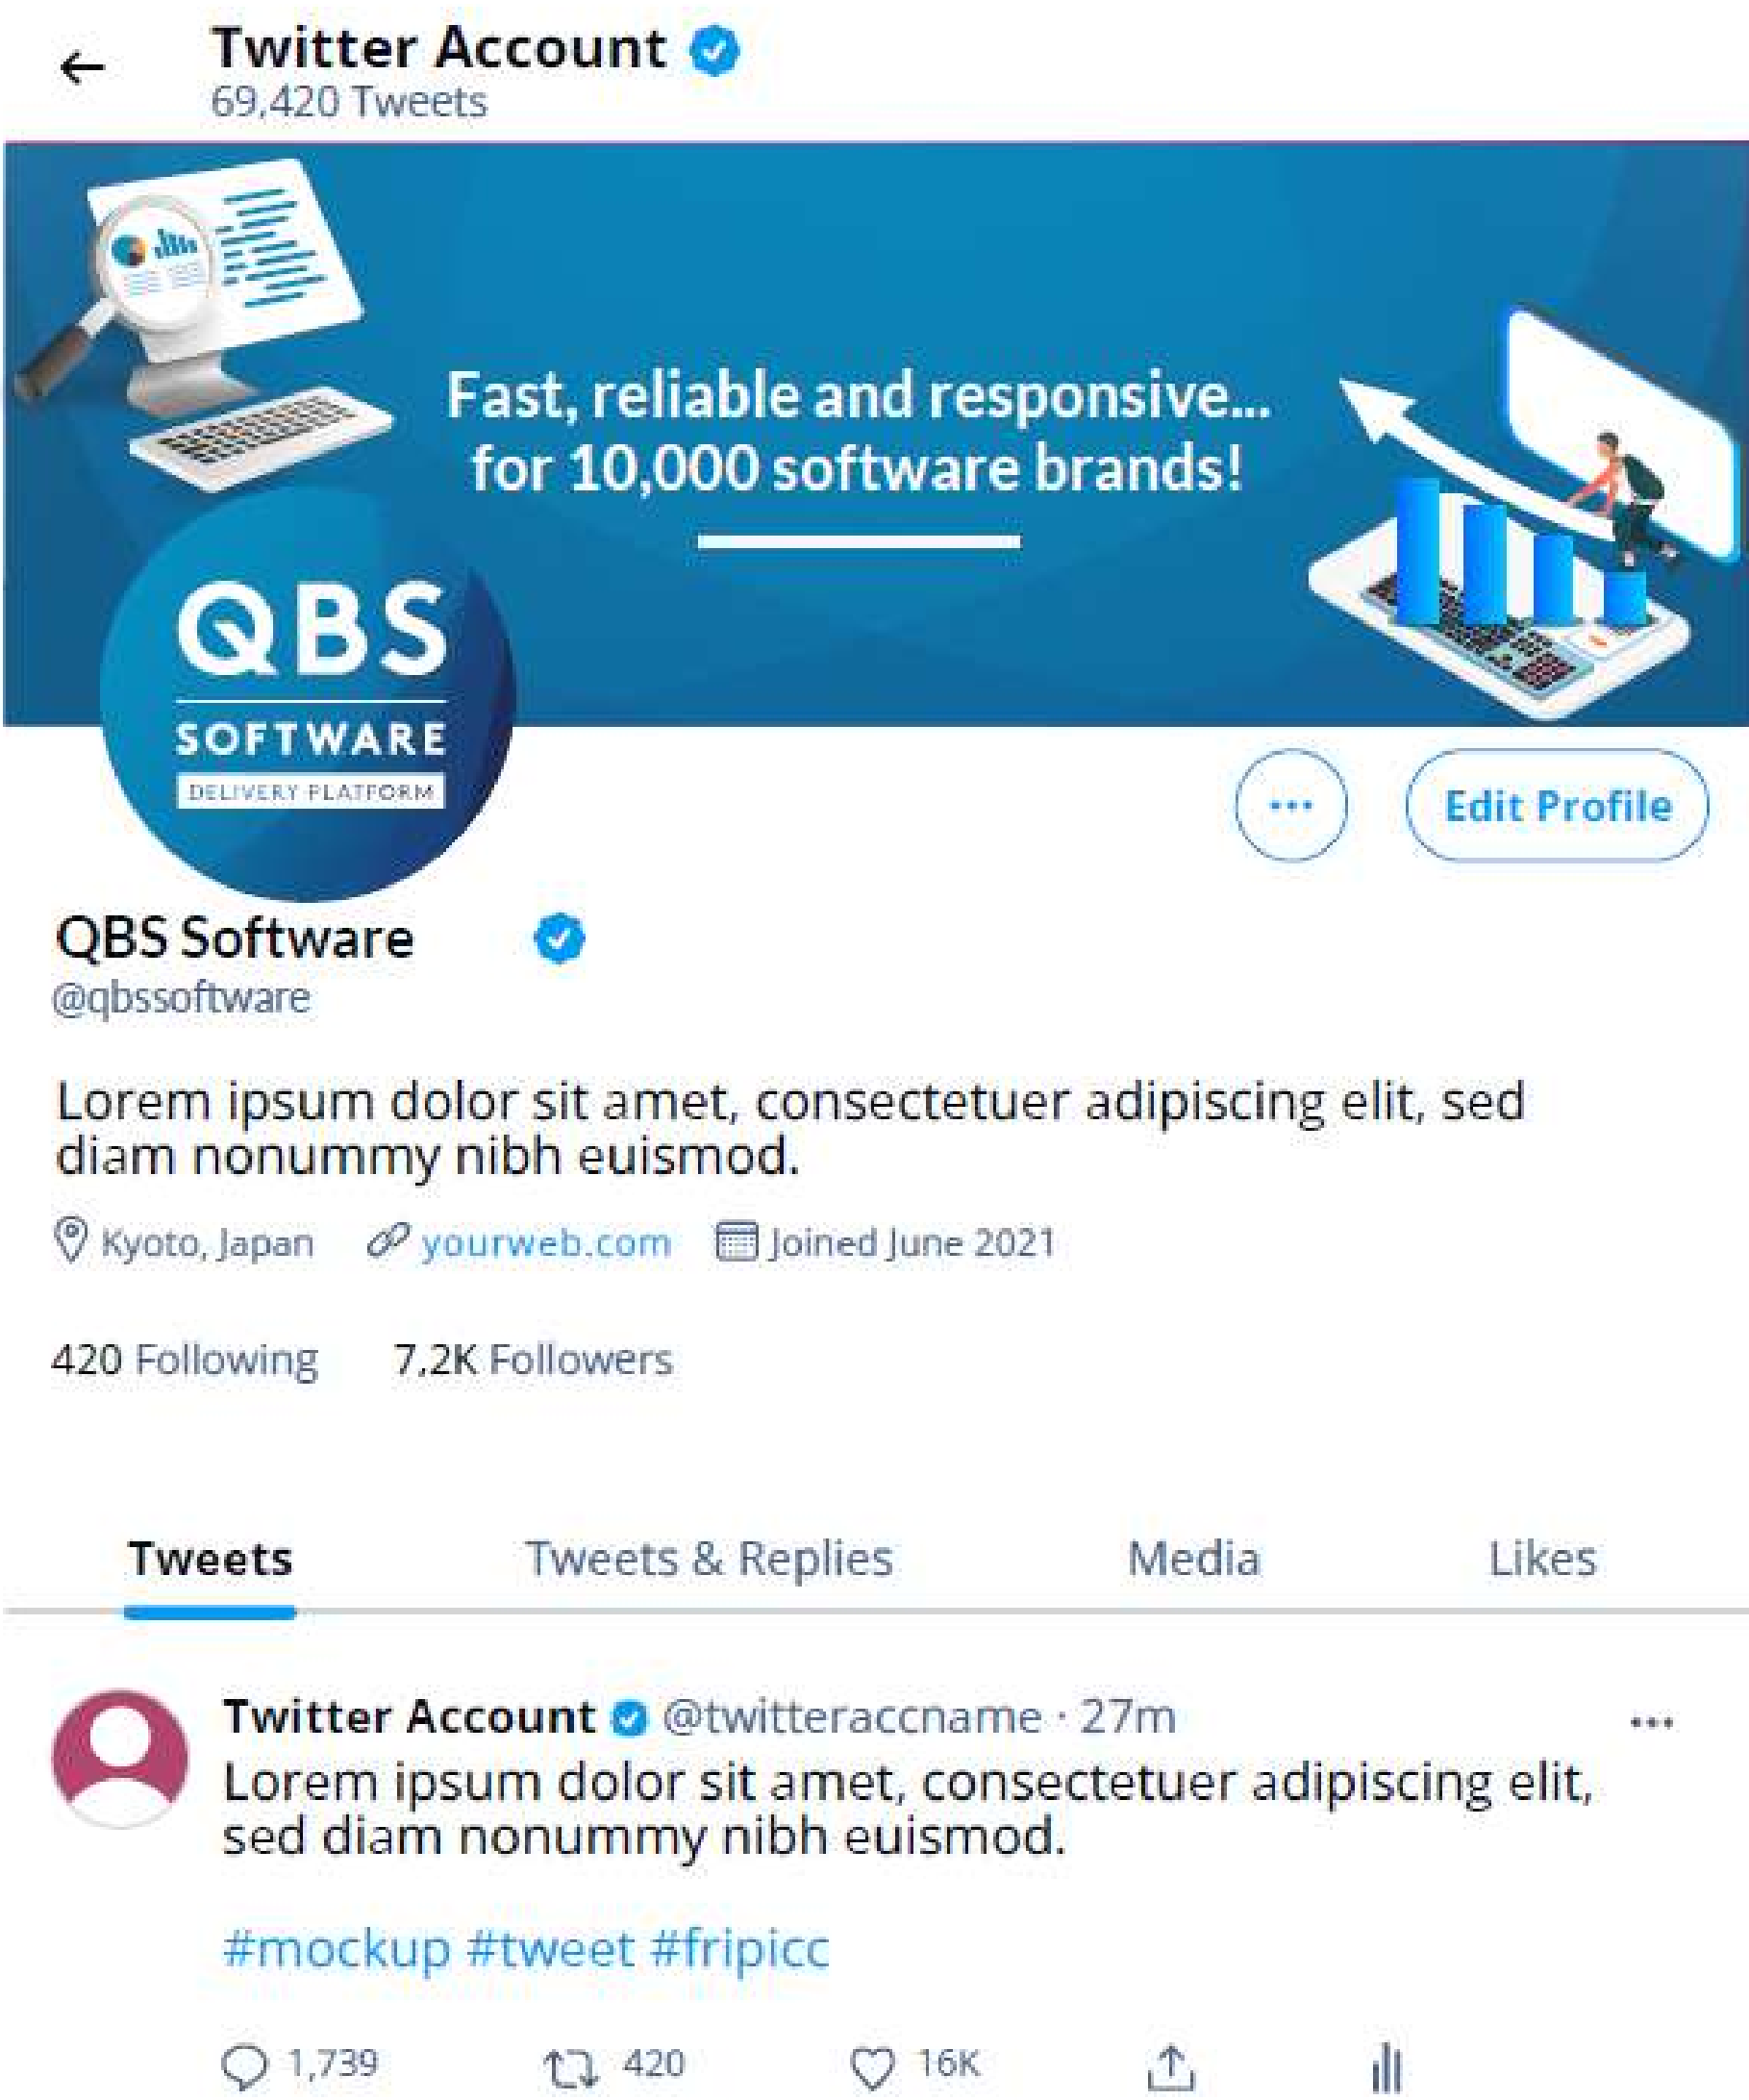 Twitter Account
69,420 Tweets
Fast, reliable and responsive...
for 10,000 software brands!
QBS
SOFTWARE
DELIVERY PLATFORM
Edit Profile
QBS Software
@qbssoftware
Lorem ipsum dolor sit amet, consectetuer adipiscing elit, sed
diam nonummy nibh euismod.
Kyoto, Japan yourweb.com Joined June 2021
420 Following 7,2K Followers
Tweets Tweets & Replies Media Likes
Twitter Account @twitteraccname · 27m
Lorem ipsum dolor sit amet, consectetuer adipiscing elit,
sed diam nonummy nibh euismod.
#mockup #tweet #fripicc
1,739 420 16K